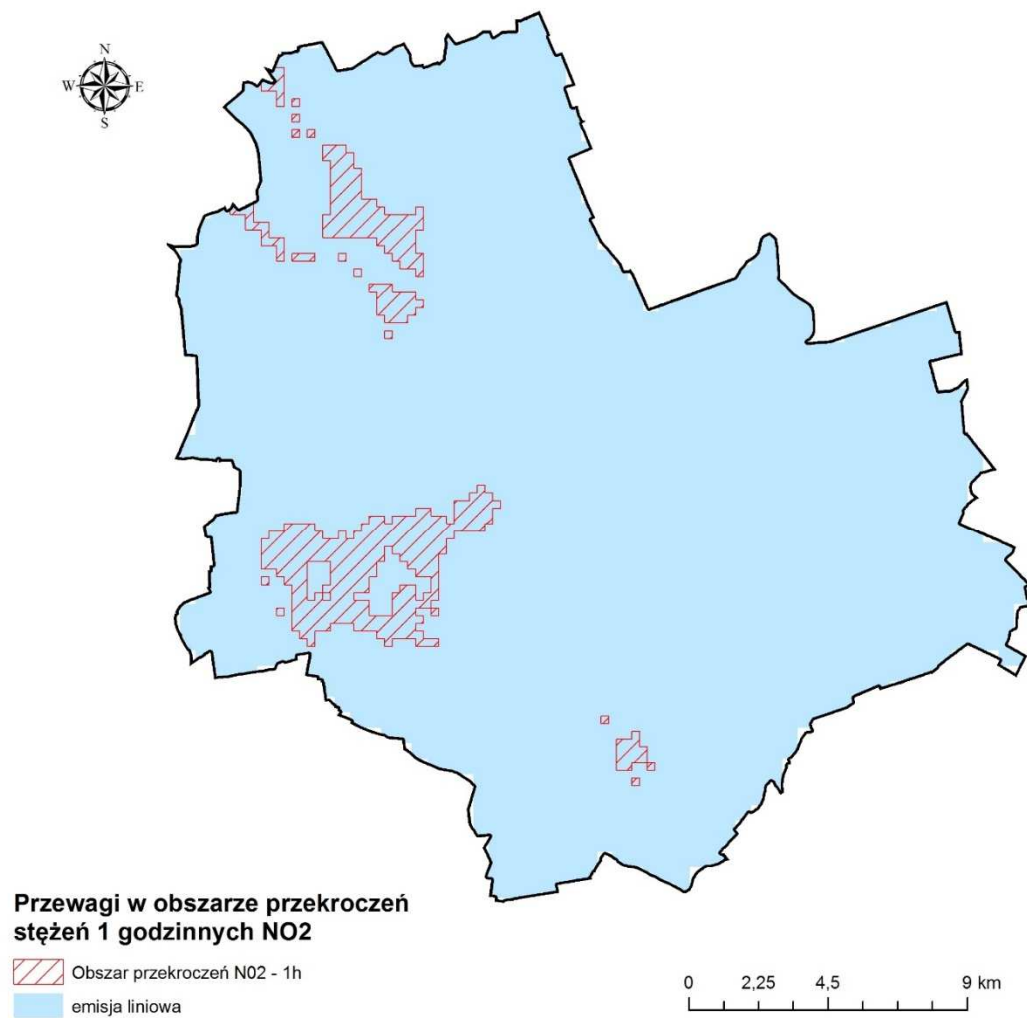 N
W E
S
Przewagi w obszarze przekroczeń
stężeń 1 godzinnych NO2
Obszar przekroczeń N02 - 1h
emisja liniowa
0 2,25 4,5 9 km